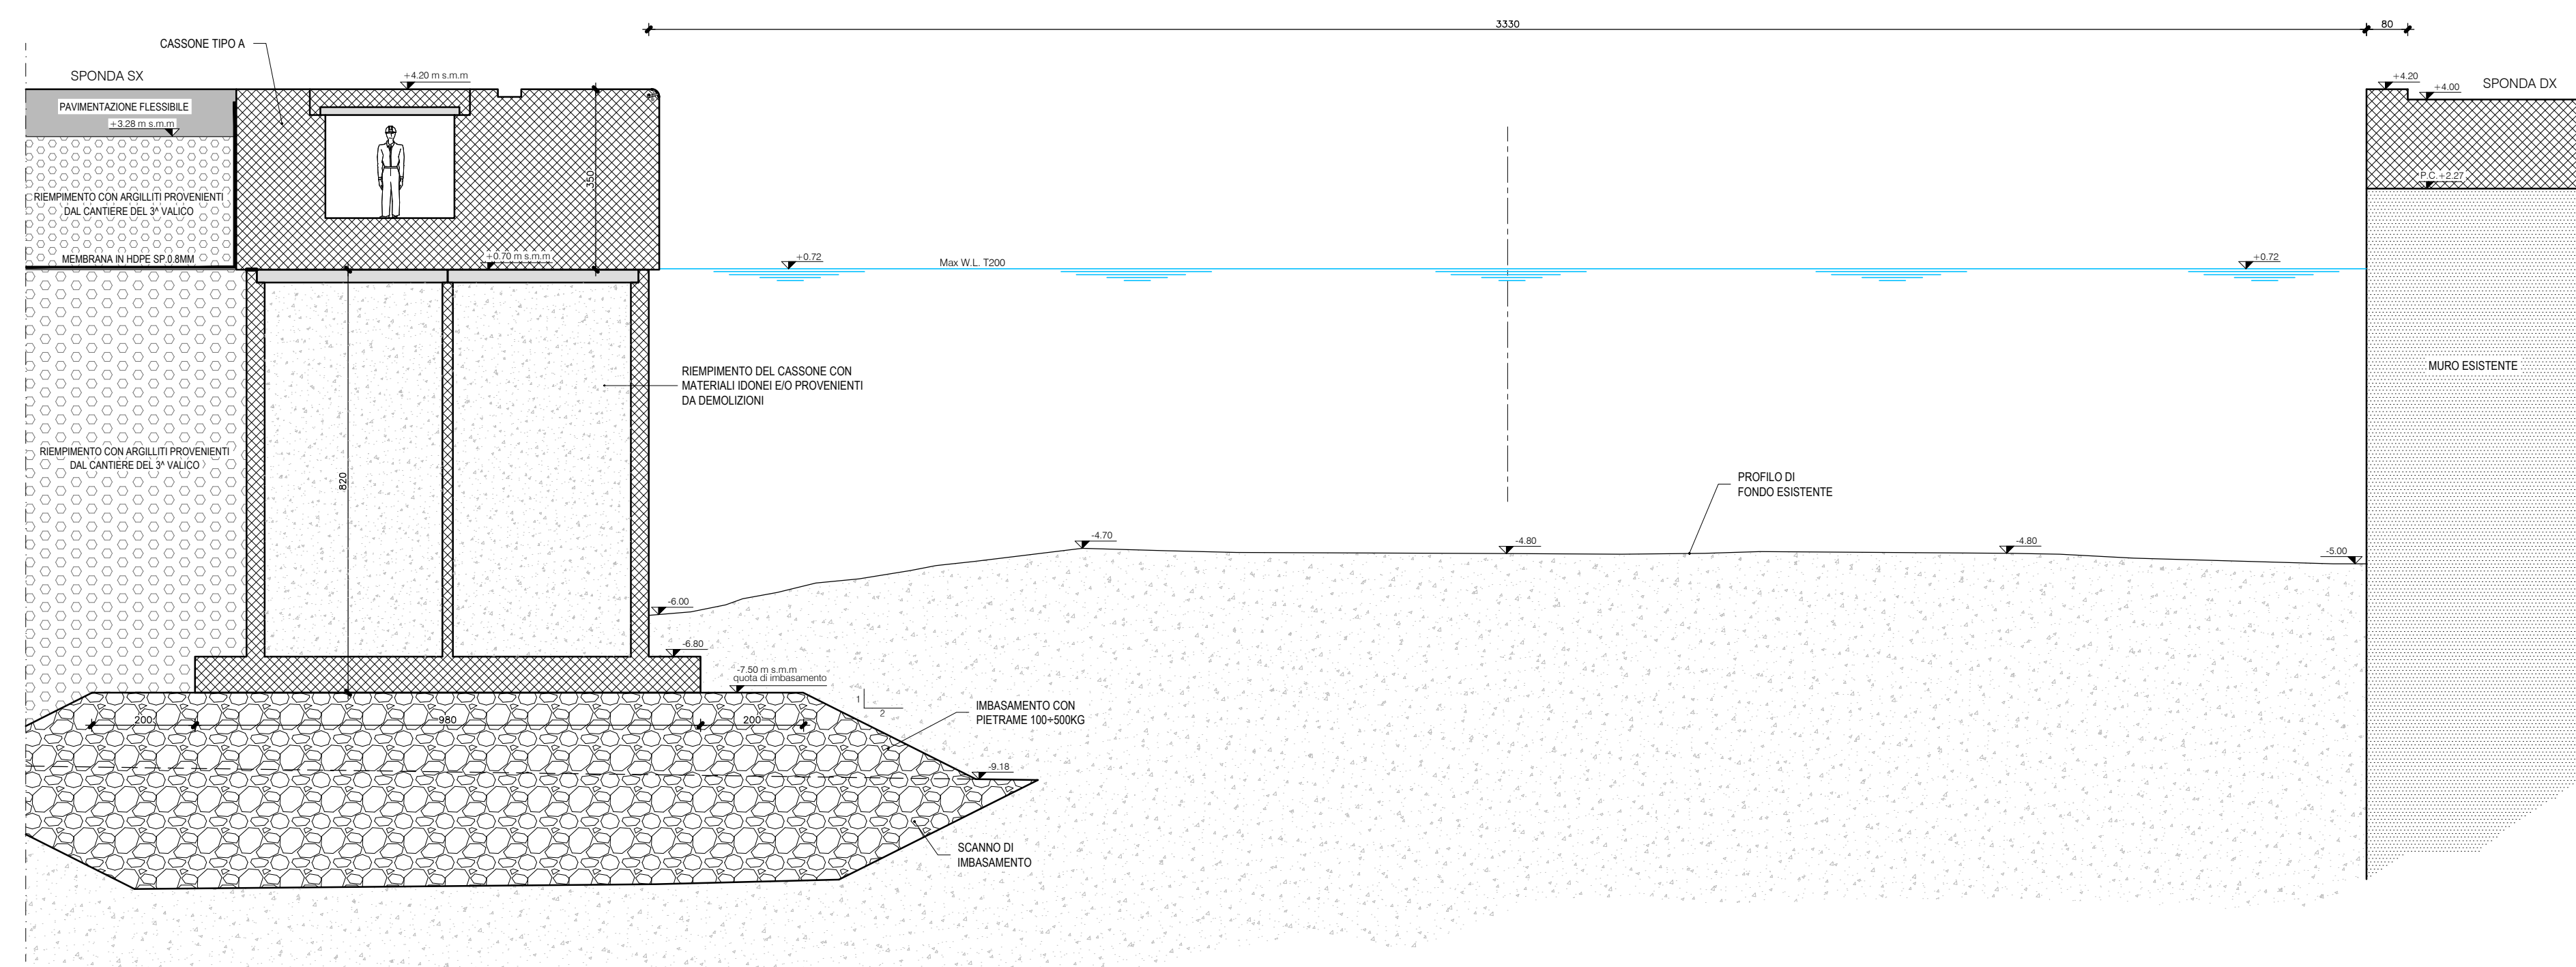 3330
80
CASSONE TIPO A
SPONDA SX
+4.20 m s.m.m
+4.20
+4.00
SPONDA DX
PAVIMENTAZIONE FLESSIBILE
+3.28 m s.m.m
350
P.C.+2.27
RIEMPIMENTO CON ARGILLITI PROVENIENTI
DAL CANTIERE DEL 3^ VALICO
MEMBRANA IN HDPE SP.0.8MM
+0.70 m s.m.m
+0.72
Max W.L. T200
+0.72
RIEMPIMENTO DEL CASSONE CON
MATERIALI IDONEI E/O PROVENIENTI
DA DEMOLIZIONI
MURO ESISTENTE
RIEMPIMENTO CON ARGILLITI PROVENIENTI
DAL CANTIERE DEL 3^ VALICO
820
PROFILO DI
FONDO ESISTENTE
-4.70
-4.80
-4.80
-5.00
-6.00
-6.80
-7.50 m s.m.m
quota di imbasamento
1
2
200
980
200
IMBASAMENTO CON
PIETRAME 100÷500KG
-9.18
SCANNO DI
IMBASAMENTO